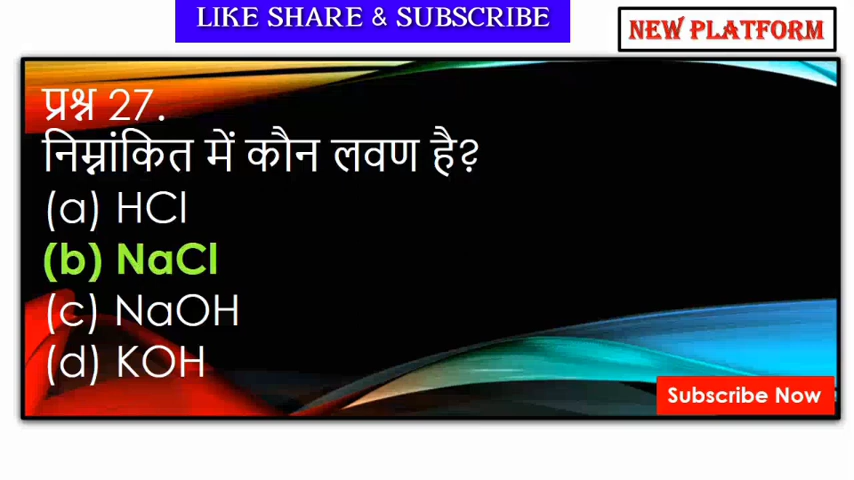 LIKE SHARE & SUBSCRIBE
NEW PLATFORM
प्रश्न 27.
निम्नांकित में कौन लवण है?
(a) HCl
(b) NaCl
(c) NaOH
(d) KOH
Subscribe Now